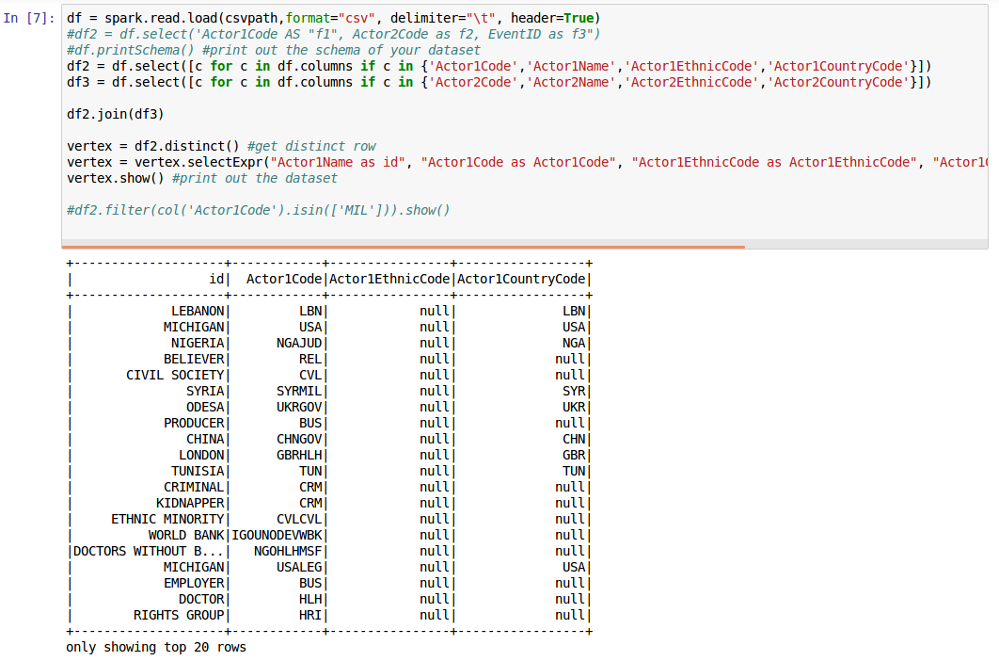 In [7]: df = spark.read.load(csvpath,format="csv", delimiter="\t", header=True)
#df2 = df.select('Actor1Code AS "f1", Actor2Code as f2, EventID as f3")
#df.printSchema() #print out the schema of your dataset
df2 = df.select([c for c in df.columns if c in {'Actor1Code','Actor1Name','Actor1EthnicCode','Actor1CountryCode'}])
df3 = df.select([c for c in df.columns if c in {'Actor2Code','Actor2Name','Actor2EthnicCode','Actor2CountryCode'}])
df2.join(df3)
vertex = df2.distinct() #get distinct row
vertex = vertex.selectExpr("Actor1Name as id", "Actor1Code as Actor1Code", "Actor1EthnicCode as Actor1EthnicCode", "Actor1C
vertex.show() #print out the dataset
#df2.filter(col('Actor1Code').isin(['MIL'])).show()
+--------------------+------------+----------------+-----------------+
|                  id|  Actor1Code|Actor1EthnicCode|Actor1CountryCode|
+--------------------+------------+----------------+-----------------+
|             LEBANON|         LBN|            null|              LBN|
|            MICHIGAN|         USA|            null|              USA|
|             NIGERIA|      NGAJUD|            null|              NGA|
|            BELIEVER|         REL|            null|             null|
|       CIVIL SOCIETY|         CVL|            null|             null|
|               SYRIA|      SYRMIL|            null|              SYR|
|               ODESA|      UKRGOV|            null|              UKR|
|            PRODUCER|         BUS|            null|             null|
|               CHINA|      CHNGOV|            null|              CHN|
|              LONDON|      GBRHLH|            null|              GBR|
|             TUNISIA|         TUN|            null|              TUN|
|            CRIMINAL|         CRM|            null|             null|
|           KIDNAPPER|         CRM|            null|             null|
|     ETHNIC MINORITY|      CVLCVL|            null|             null|
|          WORLD BANK|IGOUNODEVWBK|            null|             null|
|DOCTORS WITHOUT B...|   NGOHLHMSF|            null|             null|
|            MICHIGAN|      USALEG|            null|              USA|
|            EMPLOYER|         BUS|            null|             null|
|              DOCTOR|         HLH|            null|             null|
|        RIGHTS GROUP|         HRI|            null|             null|
+--------------------+------------+----------------+-----------------+
only showing top 20 rows